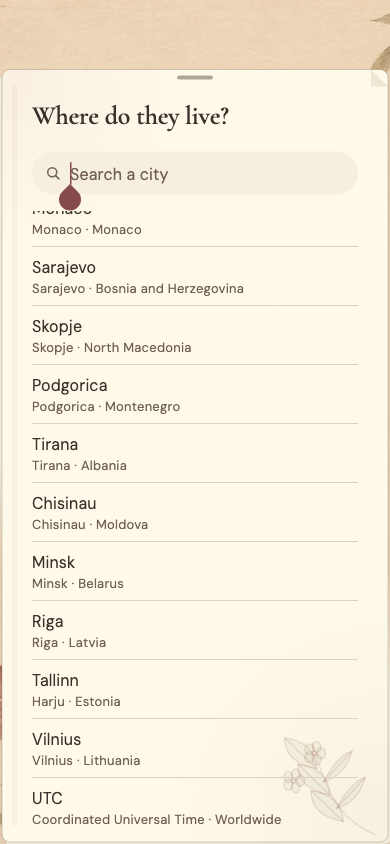 Where do they live?
Search a city
Monaco
Monaco · Monaco
Sarajevo
Sarajevo · Bosnia and Herzegovina
Skopje
Skopje · North Macedonia
Podgorica
Podgorica · Montenegro
Tirana
Tirana · Albania
Chisinau
Chisinau · Moldova
Minsk
Minsk · Belarus
Riga
Riga · Latvia
Tallinn
Harju · Estonia
Vilnius
Vilnius · Lithuania
UTC
Coordinated Universal Time · Worldwide